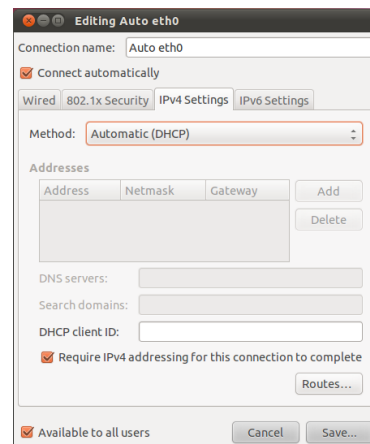 Editing Auto eth0
Connection name: Auto eth0
Connect automatically
Wired 802.1x Security IPv4 Settings IPv6 Settings
Method: Automatic (DHCP)
Addresses
Address Netmask Gateway Add
Delete
DNS servers:
Search domains:
DHCP client ID:
Require IPv4 addressing for this connection to complete
Routes...
Available to all users Cancel Save...